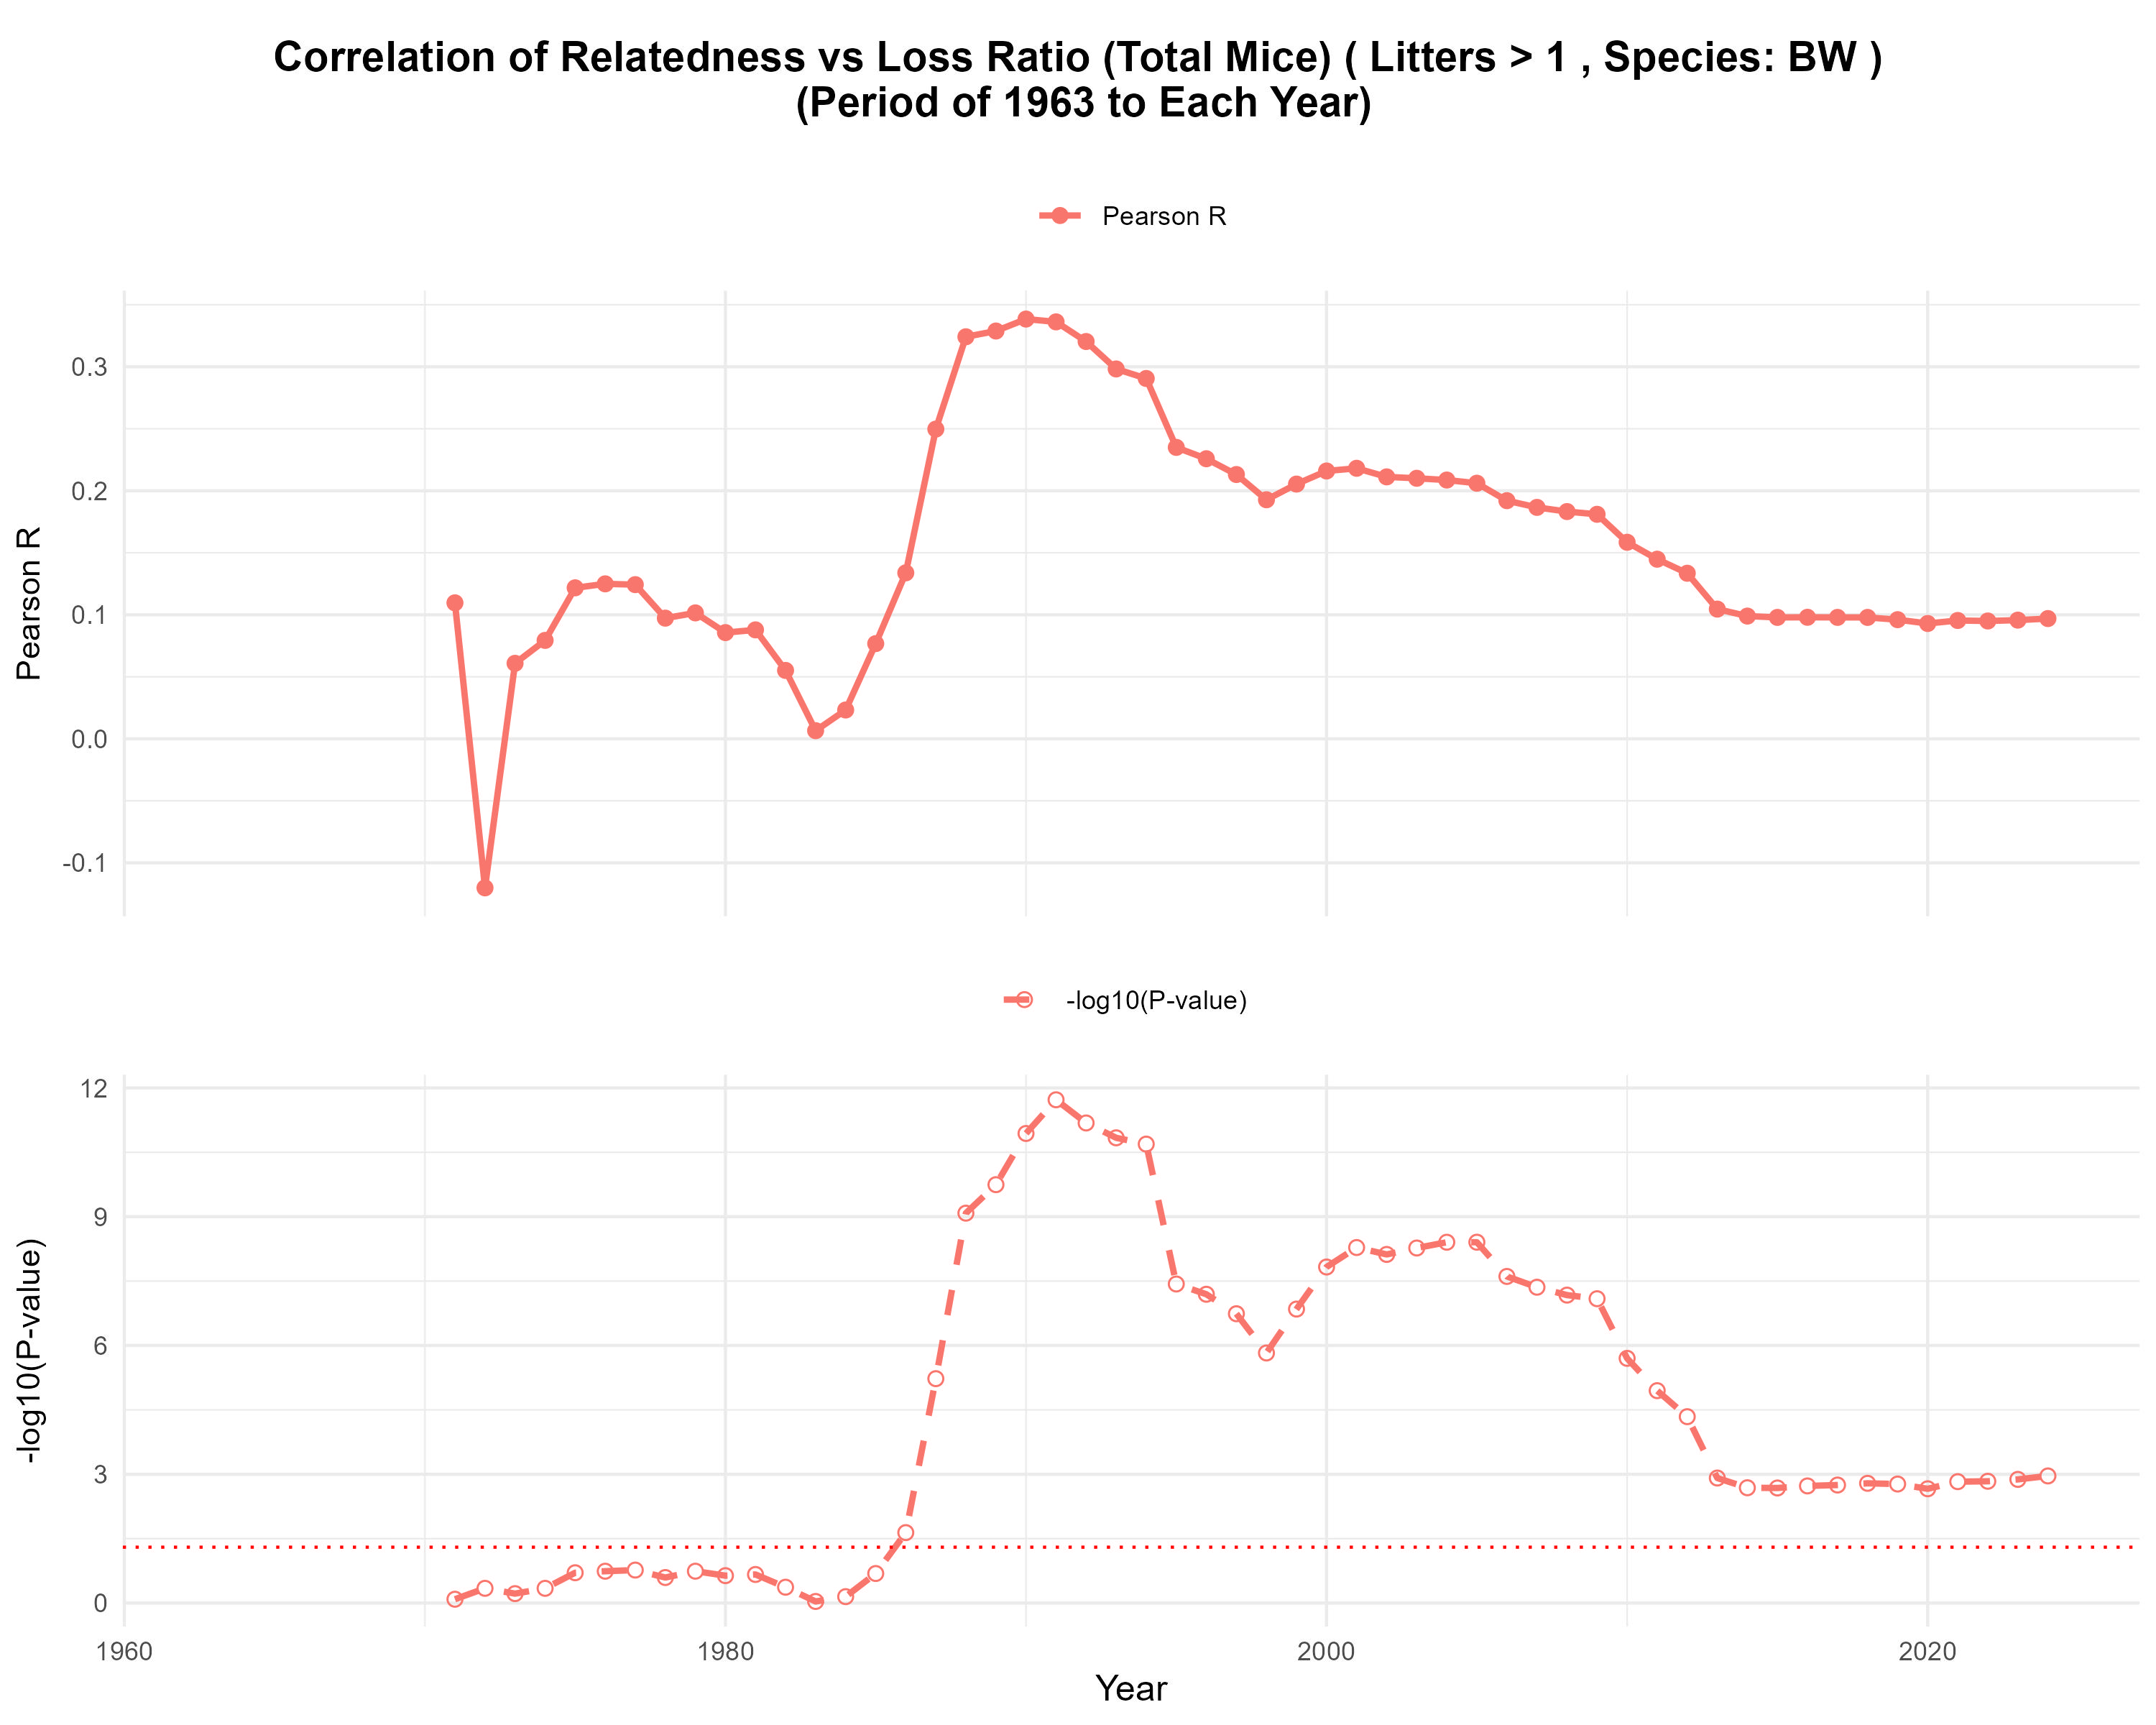 Correlation of Relatedness vs Loss Ratio (Total Mice) ( Litters > 1 , Species: BW )
(Period of 1963 to Each Year)
Pearson R
Pearson R
0.3
0.2
0.1
0.0
-0.1
-log10(P-value)
-log10(P-value)
12
9
6
3
0
1960 1980 2000 2020
Year